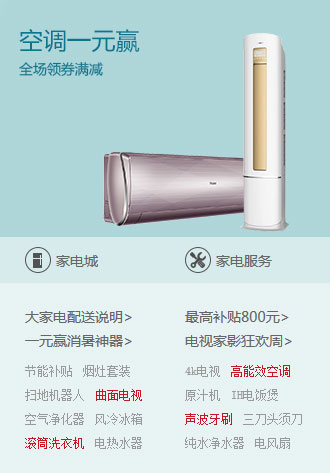 空调一元赢
全场领券满减
家电城 家电服务
大家电配送说明> 最高补贴800元>
一元赢消暑神器> 电视家影狂欢周>
节能补贴 烟灶套装 4k电视 高能效空调
扫地机器人 曲面电视 原汁机 IH电饭煲
空气净化器 风冷冰箱 声波牙刷 三刀头须刀
滚筒洗衣机 电热水器 纯水净水器 电风扇